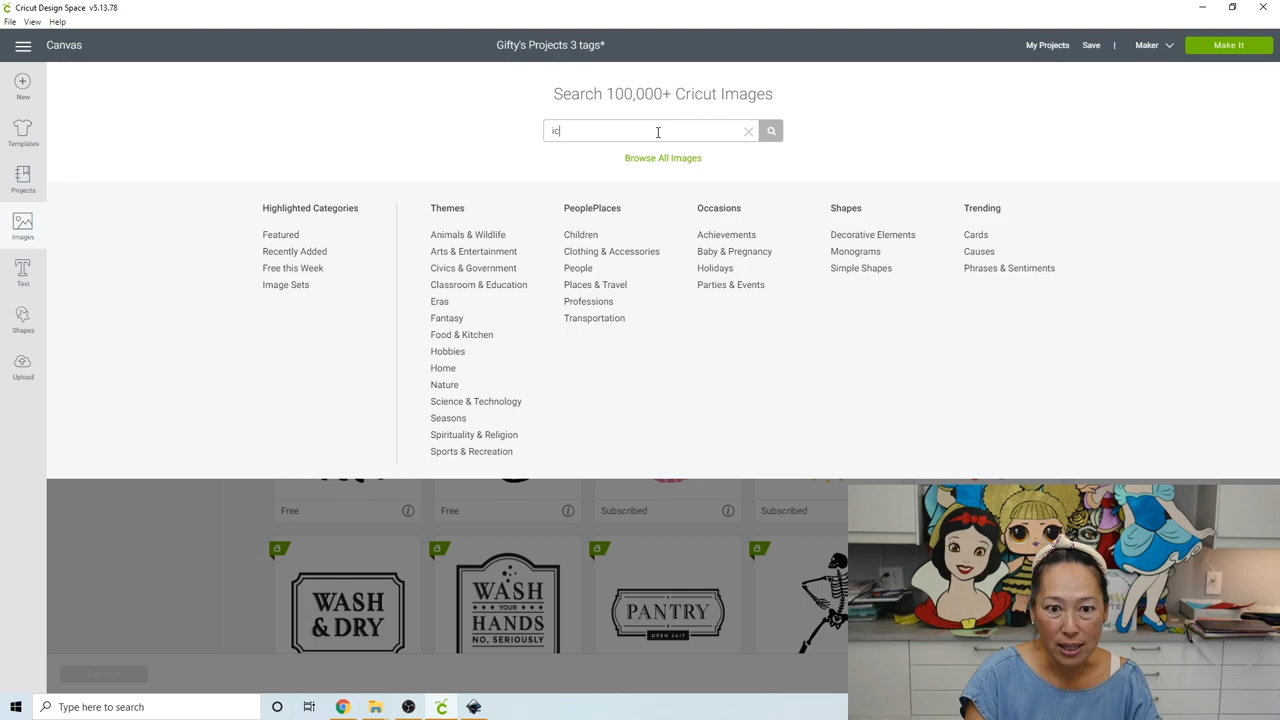 Cricut Design Space v5.13.78
File View Help
Canvas
Gifty's Projects 3 tags*
My Projects Save | Maker Make It
New
Templates
Projects
Images
Text
Shapes
Upload
Search 100,000+ Cricut Images
ic
Browse All Images
Highlighted Categories
Featured
Recently Added
Free this Week
Image Sets
Themes
Animals & Wildlife
Arts & Entertainment
Civics & Government
Classroom & Education
Eras
Fantasy
Food & Kitchen
Hobbies
Home
Nature
Science & Technology
Seasons
Spirituality & Religion
Sports & Recreation
PeoplePlaces
Children
Clothing & Accessories
People
Places & Travel
Professions
Transportation
Occasions
Achievements
Baby & Pregnancy
Holidays
Parties & Events
Shapes
Decorative Elements
Monograms
Simple Shapes
Trending
Cards
Causes
Phrases & Sentiments
Free
Free
Subscribed
Subscribed
a
a
a
a
WASH
& DRY
WASH
YOUR
HANDS
NO, SERIOUSLY
PANTRY
OPEN 24/7
Type here to search